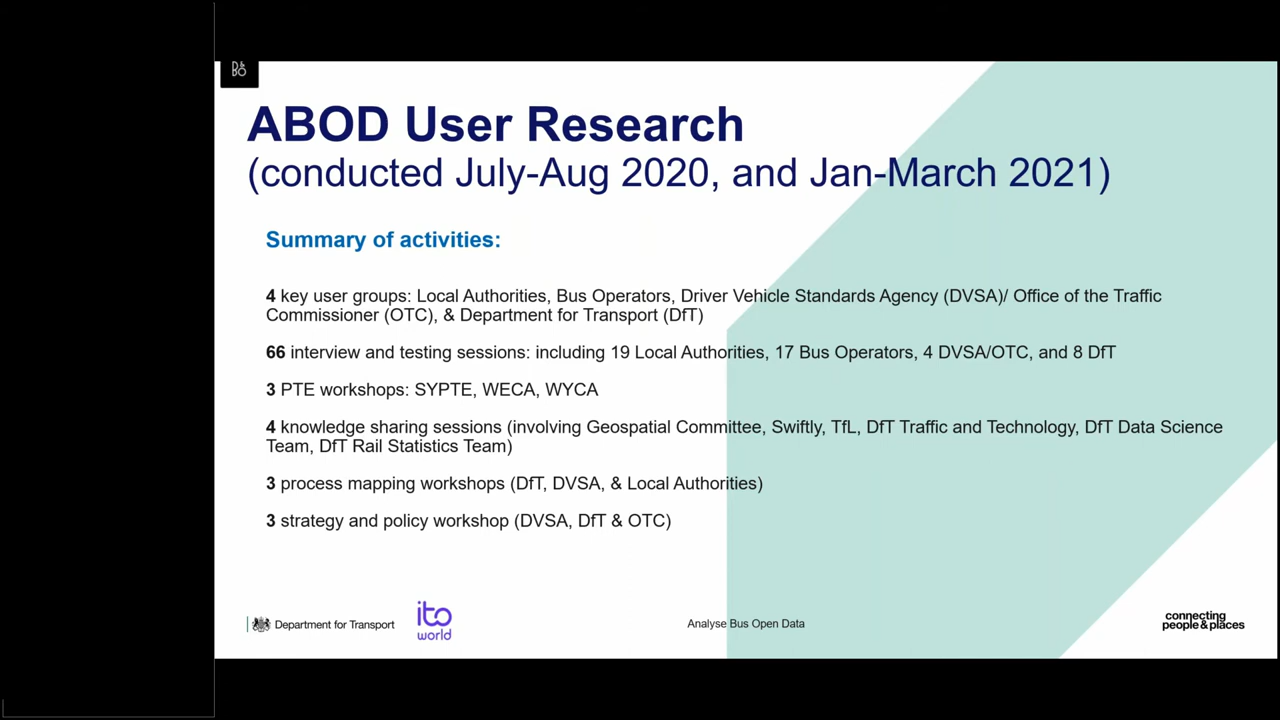 D&
BO
ABOD User Research
(conducted July-Aug 2020, and Jan-March 2021)
Summary of activities:
4 key user groups: Local Authorities, Bus Operators, Driver Vehicle Standards Agency (DVSA)/ Office of the Traffic
Commissioner (OTC), & Department for Transport (DfT)
66 interview and testing sessions: including 19 Local Authorities, 17 Bus Operators, 4 DVSA/OTC, and 8 DfT
3 PTE workshops: SYPTE, WECA, WYCA
4 knowledge sharing sessions (involving Geospatial Committee, Swiftly, TfL, DfT Traffic and Technology, DfT Data Science
Team, DfT Rail Statistics Team)
3 process mapping workshops (DfT, DVSA, & Local Authorities)
3 strategy and policy workshop (DVSA, DfT & OTC)
Department for Transport
ito
world
Analyse Bus Open Data
connecting
people&places